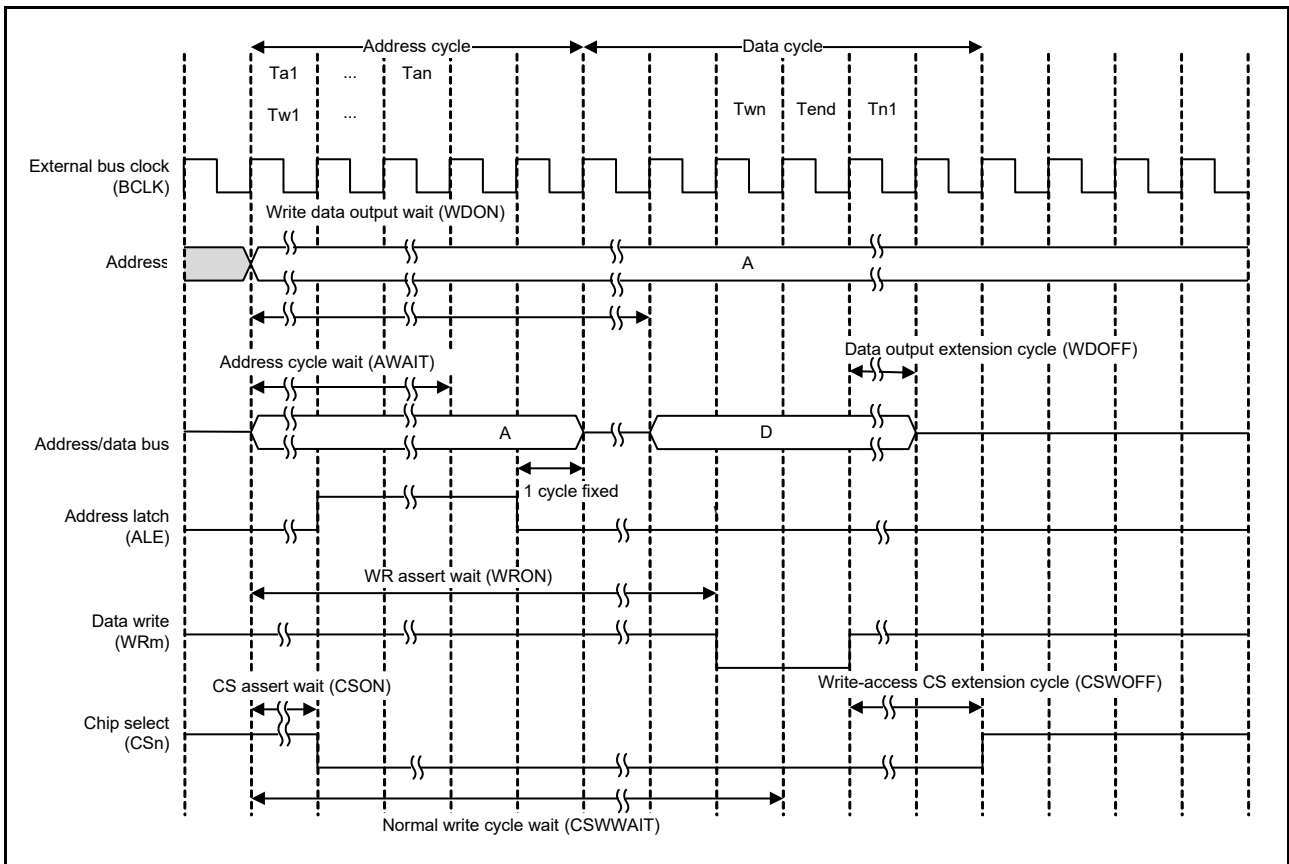 Address cycle
Data cycle
Ta1
...
Tan
Tw1
...
Twn
Tend
Tn1
External bus clock
(BCLK)
Write data output wait (WDON)
Address
A
Address cycle wait (AWAIT)
Data output extension cycle (WDOFF)
Address/data bus
A
D
1 cycle fixed
Address latch
(ALE)
WR assert wait (WRON)
Data write
(WRm)
CS assert wait (CSON)
Write-access CS extension cycle (CSWOFF)
Chip select
(CSn)
Normal write cycle wait (CSWWAIT)